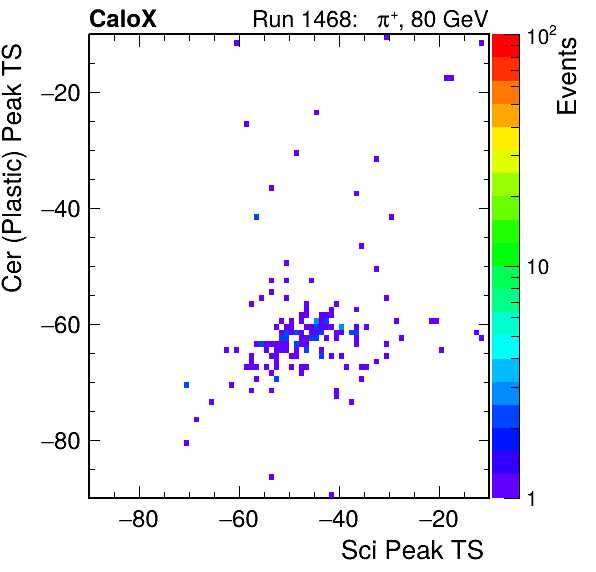 CaloX Run 1468: π⁺, 80 GeV
Cer (Plastic) Peak TS
−20
−40
−60
−80
−80 −60 −40 −20
Sci Peak TS
10²
10
1
Events